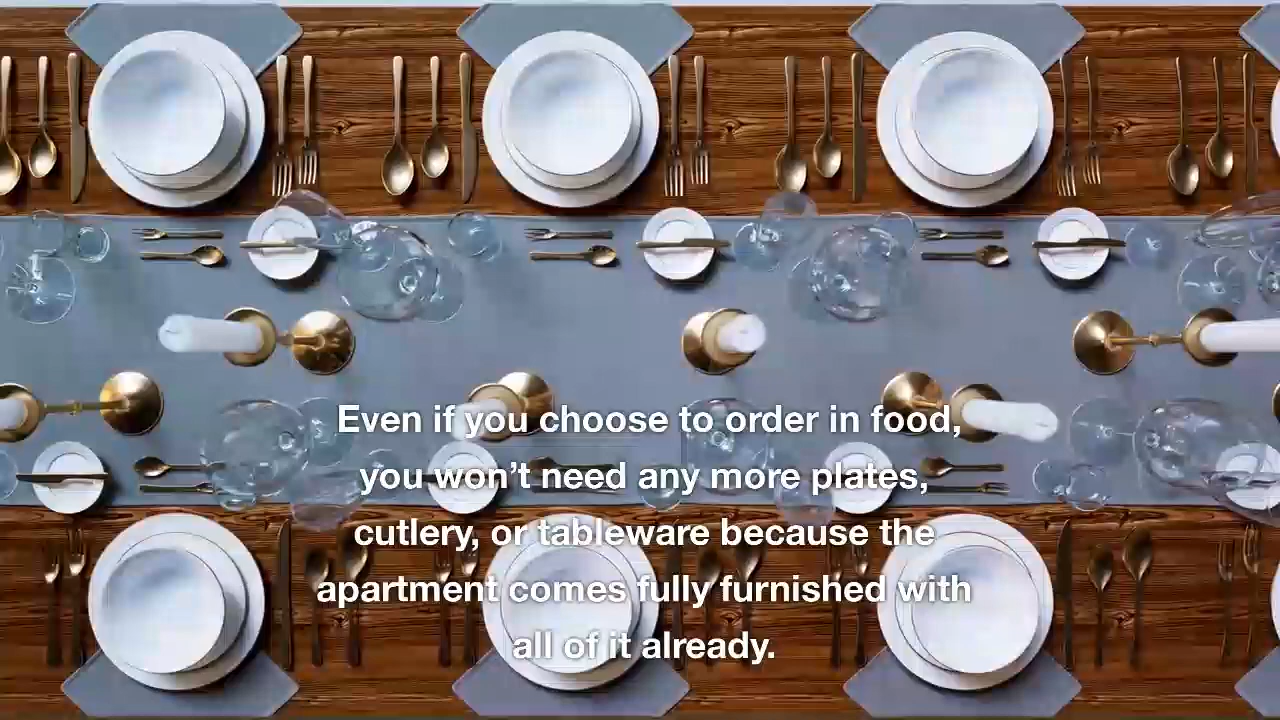 Even if you choose to order in food,
you won’t need any more plates,
cutlery, or tableware because the
apartment comes fully furnished with
all of it already.